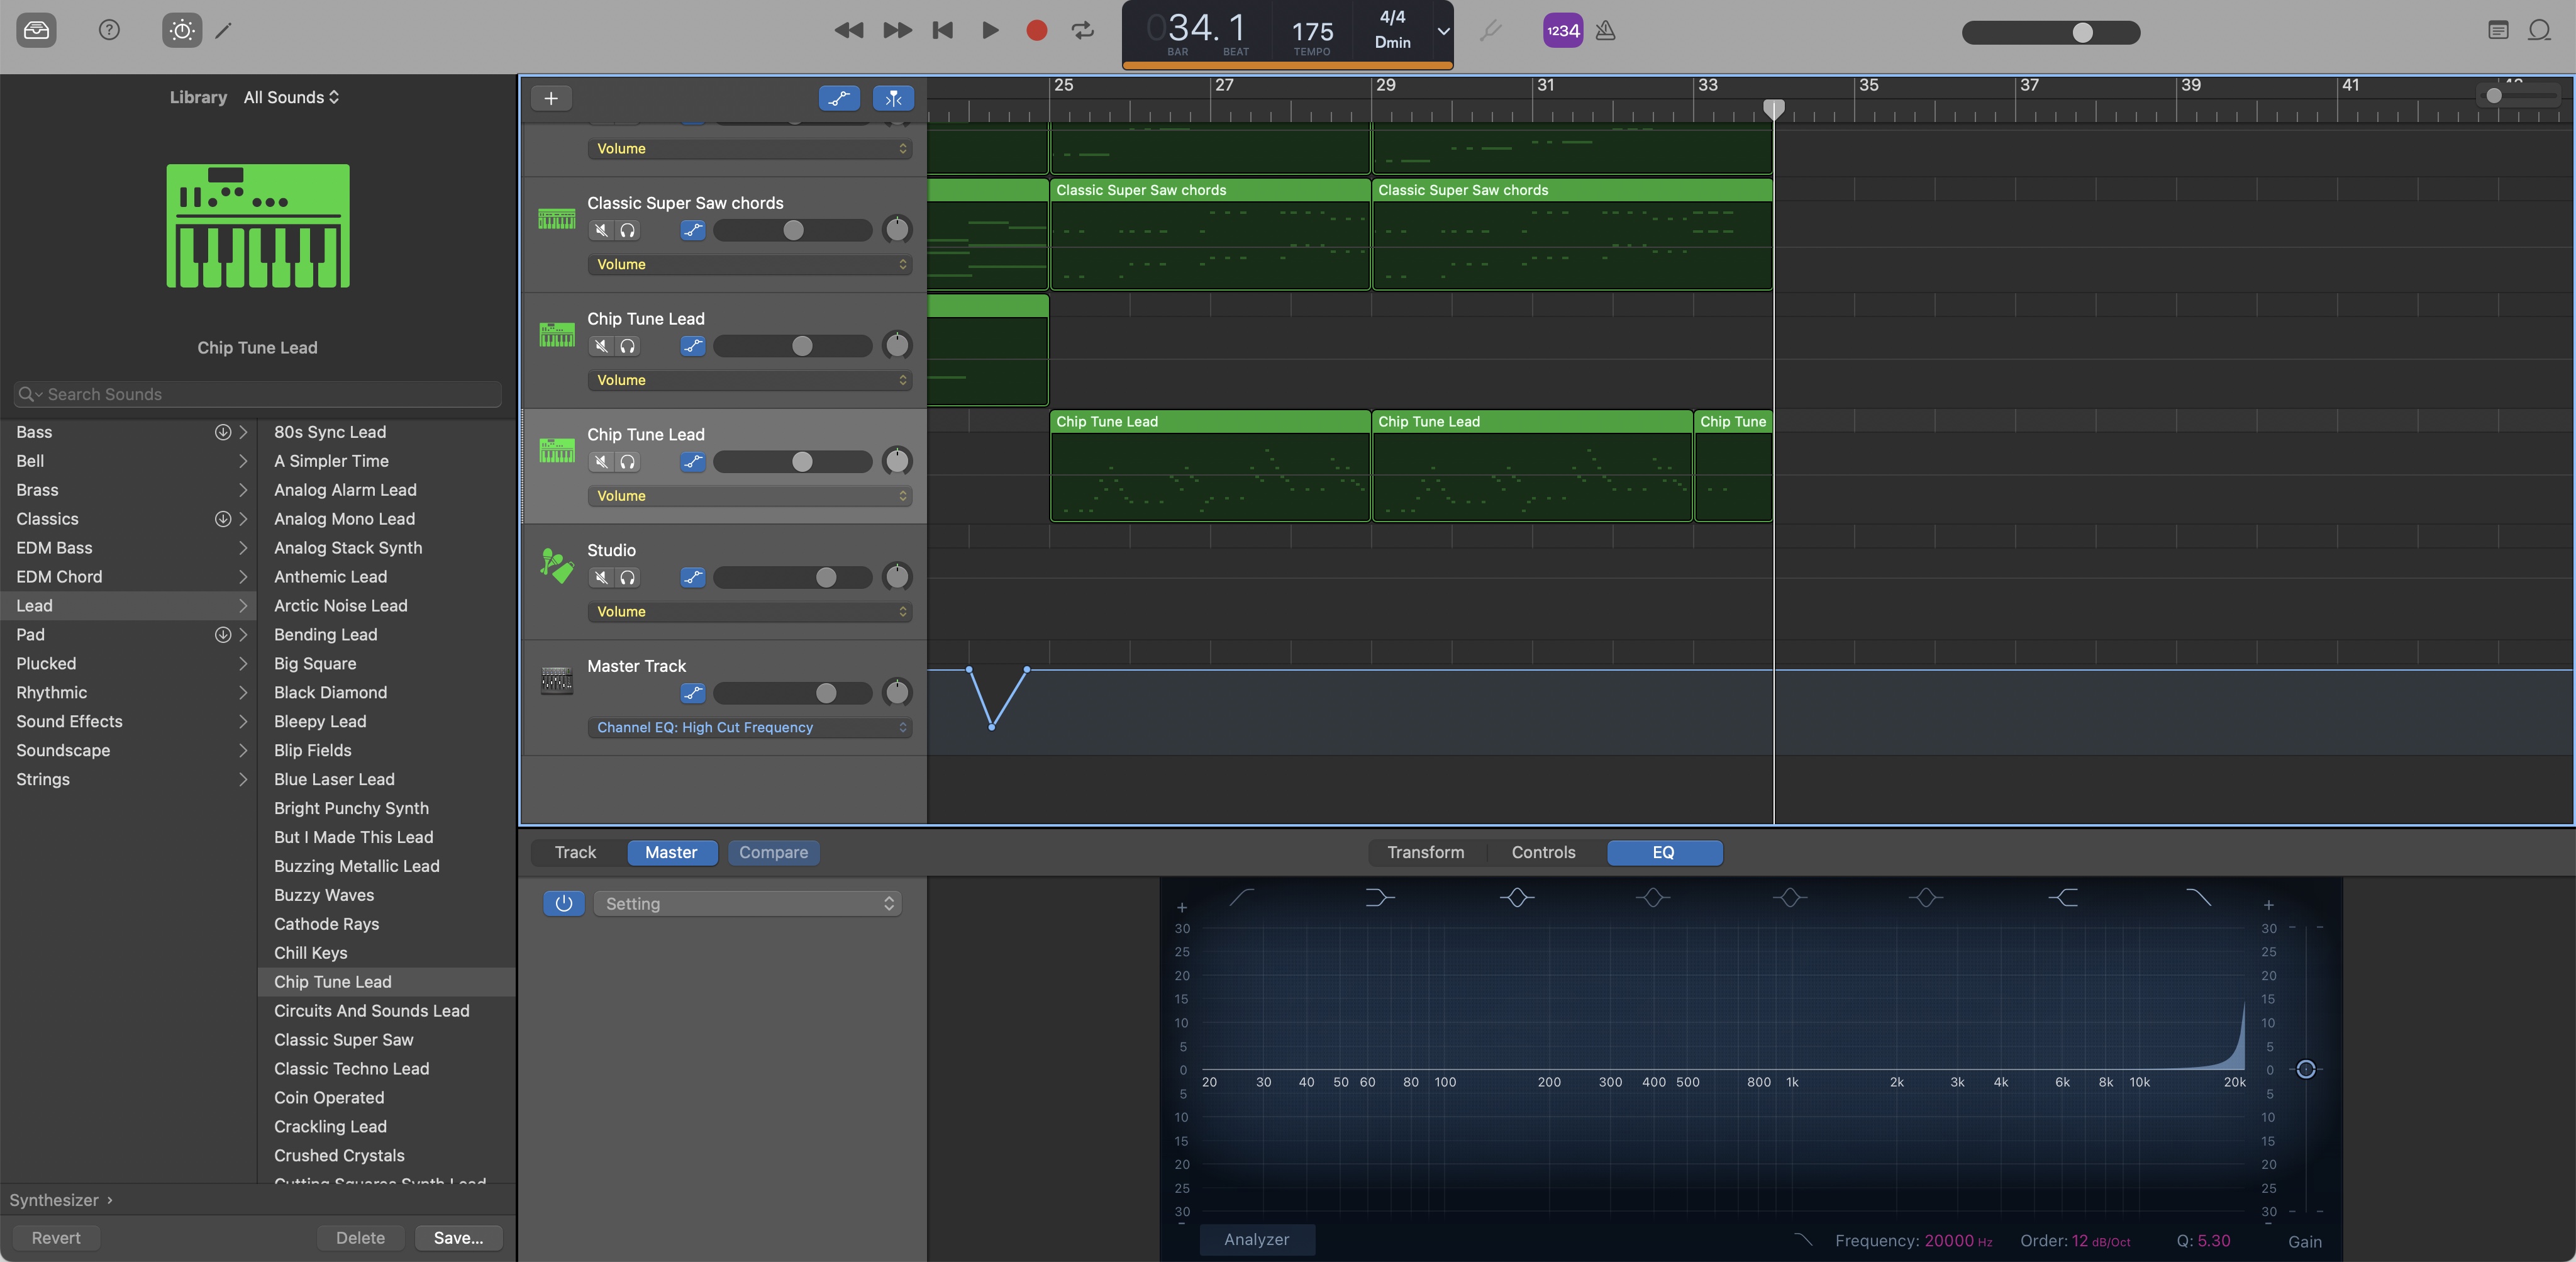 034. 1
BAR
BEAT
175
TEMPO
4/4
Dmin
1234
Library
All Sounds
Chip Tune Lead
Search Sounds
Bass
Bell
Brass
Classics
EDM Bass
EDM Chord
Lead
Pad
Plucked
Rhythmic
Sound Effects
Soundscape
Strings
80s Sync Lead
A Simpler Time
Analog Alarm Lead
Analog Mono Lead
Analog Stack Synth
Anthemic Lead
Arctic Noise Lead
Bending Lead
Big Square
Black Diamond
Bleepy Lead
Blip Fields
Blue Laser Lead
Bright Punchy Synth
But I Made This Lead
Buzzing Metallic Lead
Buzzy Waves
Cathode Rays
Chill Keys
Chip Tune Lead
Circuits And Sounds Lead
Classic Super Saw
Classic Techno Lead
Coin Operated
Crackling Lead
Crushed Crystals
Cutting Squares Synth Lead
Synthesizer ›
Revert
Delete
Save...
25 27 29 31 33 35 37 39 41
Volume
Classic Super Saw chords
Volume
Classic Super Saw chords
Classic Super Saw chords
Chip Tune Lead
Volume
Chip Tune Lead
Volume
Chip Tune Lead
Chip Tune Lead
Chip Tune
Studio
Volume
Master Track
Channel EQ: High Cut Frequency
Track
Master
Compare
Transform
Controls
EQ
Setting
+
30
25
20
15
10
5
0
5
10
15
20
25
30
-
20 30 40 50 60 80 100 200 300 400 500 800 1k 2k 3k 4k 6k 8k 10k 20k
+
30
25
20
15
10
5
0
5
10
15
20
25
30
-
Analyzer
Frequency: 20000 Hz
Order: 12 dB/Oct
Q: 5.30
Gain